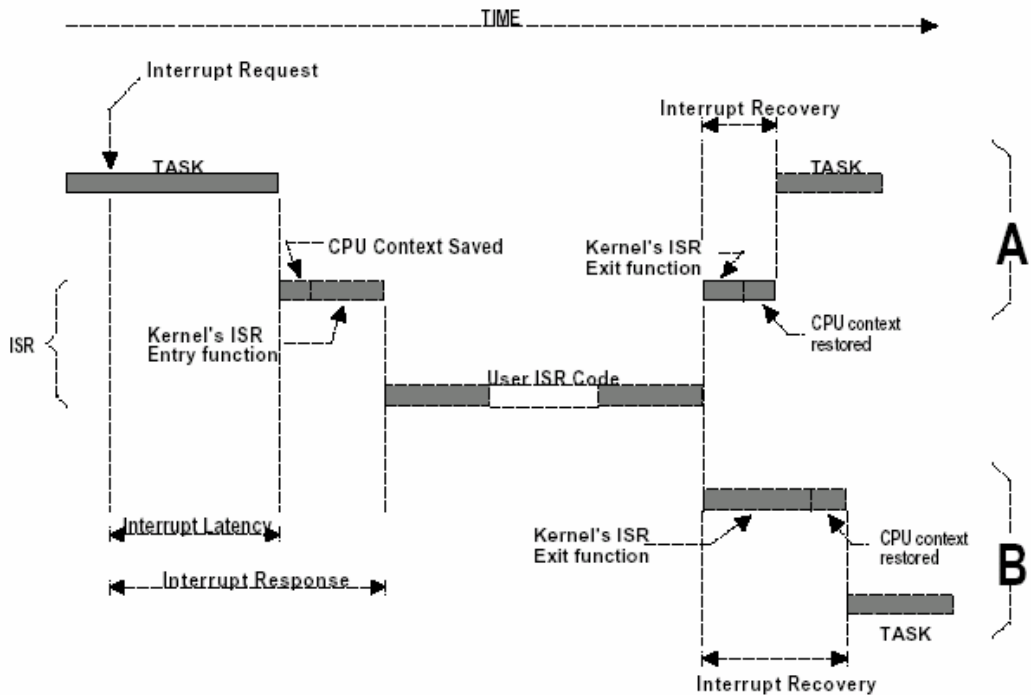 TIME
Interrupt Request
Interrupt Recovery
TASK
TASK
A
CPU Context Saved
Kernel's ISR
Exit function
ISR
Kernel's ISR
Entry function
CPU context
restored
User ISR Code
Interrupt Latency
Kernel's ISR
Exit function
CPU context
restored
B
Interrupt Response
TASK
Interrupt Recovery